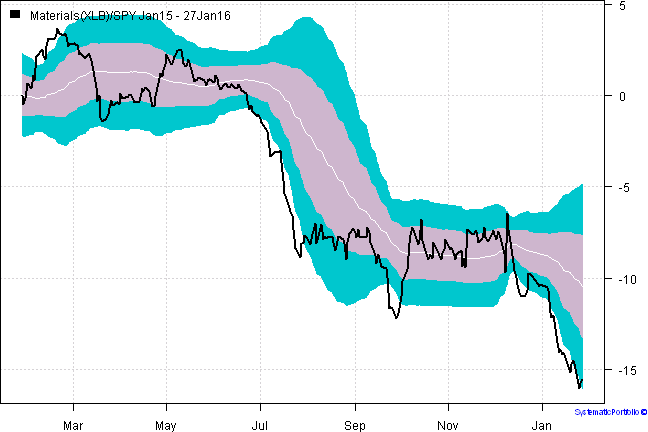 Materials(XLB)/SPY Jan15 - 27Jan16
5
0
-5
-10
-15
SystematicPortfolio ©
Mar May Jul Sep Nov Jan